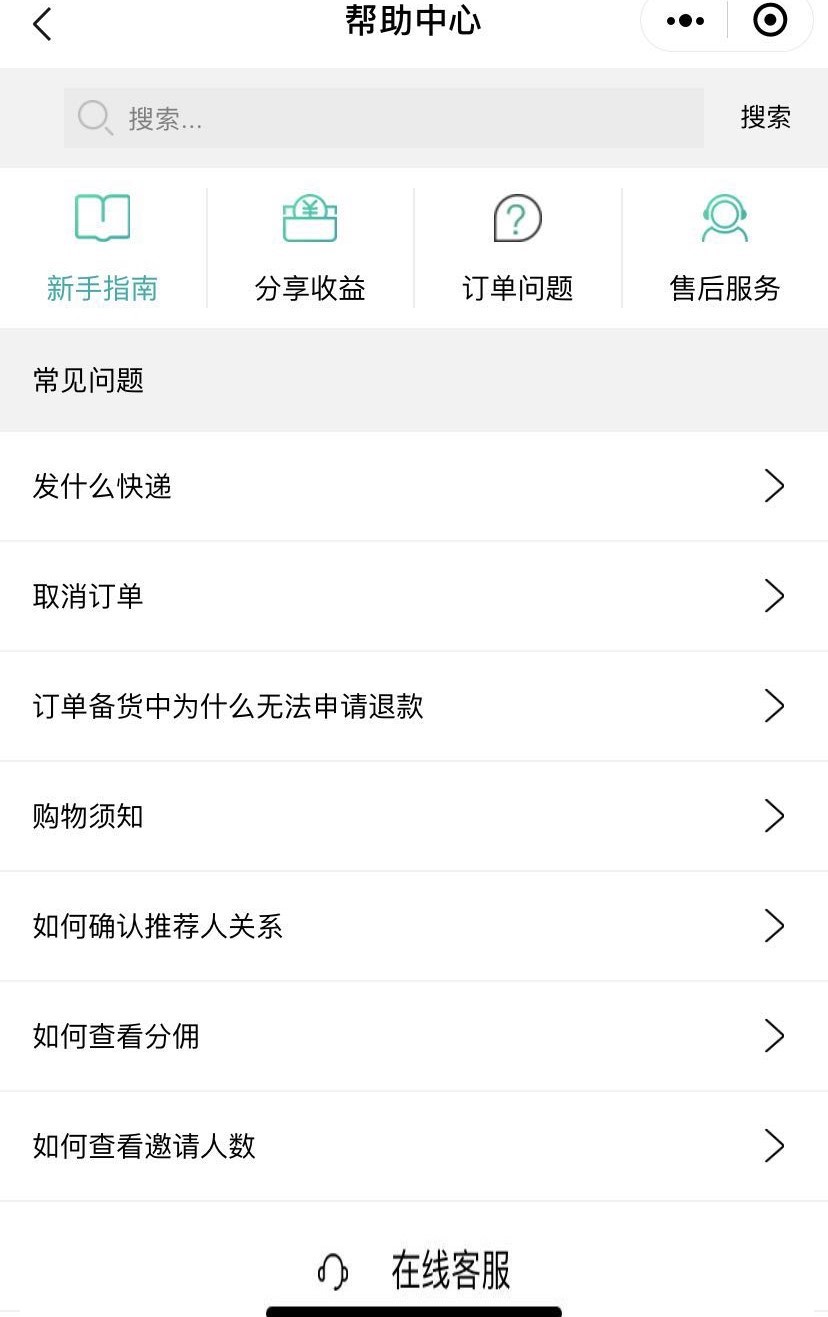 帮助中心
搜索...
搜索
新手指南
分享收益
订单问题
售后服务
常见问题
发什么快递
取消订单
订单备货中为什么无法申请退款
购物须知
如何确认推荐人关系
如何查看分佣
如何查看邀请人数
在线客服